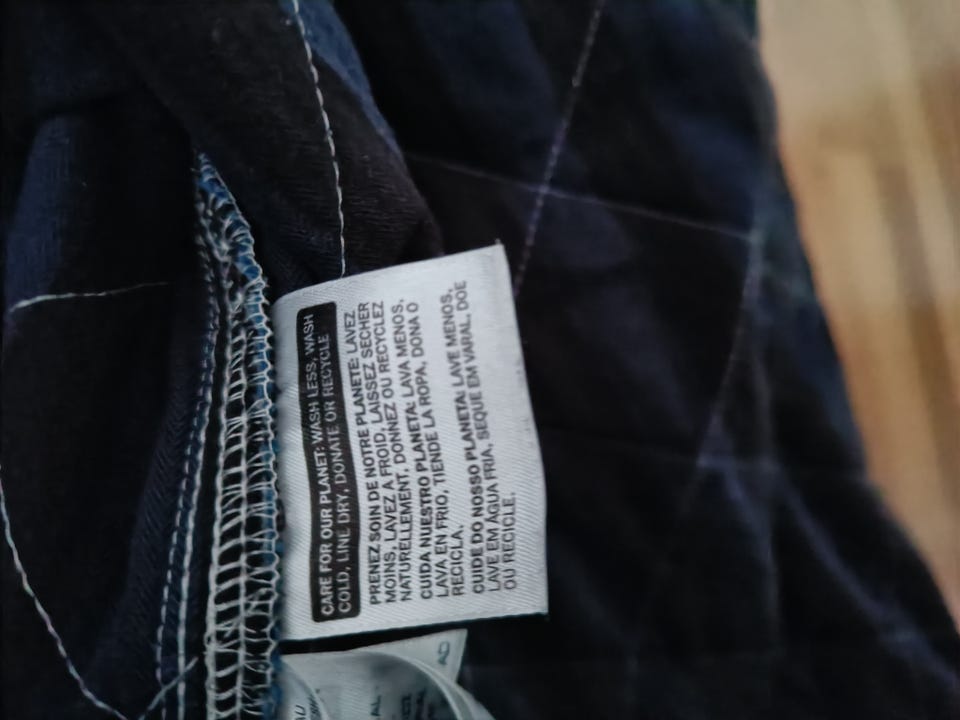 CARE FOR OUR PLANET: WASH LESS, WASH
COLD, LINE DRY, DONATE OR RECYCLE
PRENEZ SOIN DE NOTRE PLANETE: LAVEZ
MOINS, LAVEZ A FROID, LAISSEZ SECHER
NATURELLEMENT, DONNEZ OU RECYCLEZ
CUIDA NUESTRO PLANETA: LAVA MENOS,
LAVA EN FRIO, TIENDE LA ROPA, DONA O
RECICLA.
CUIDE DO NOSSO PLANETA: LAVE MENOS,
LAVE EM ÁGUA FRIA, SEQUE EM VARAL, DOE
OU RECICLE.
AD